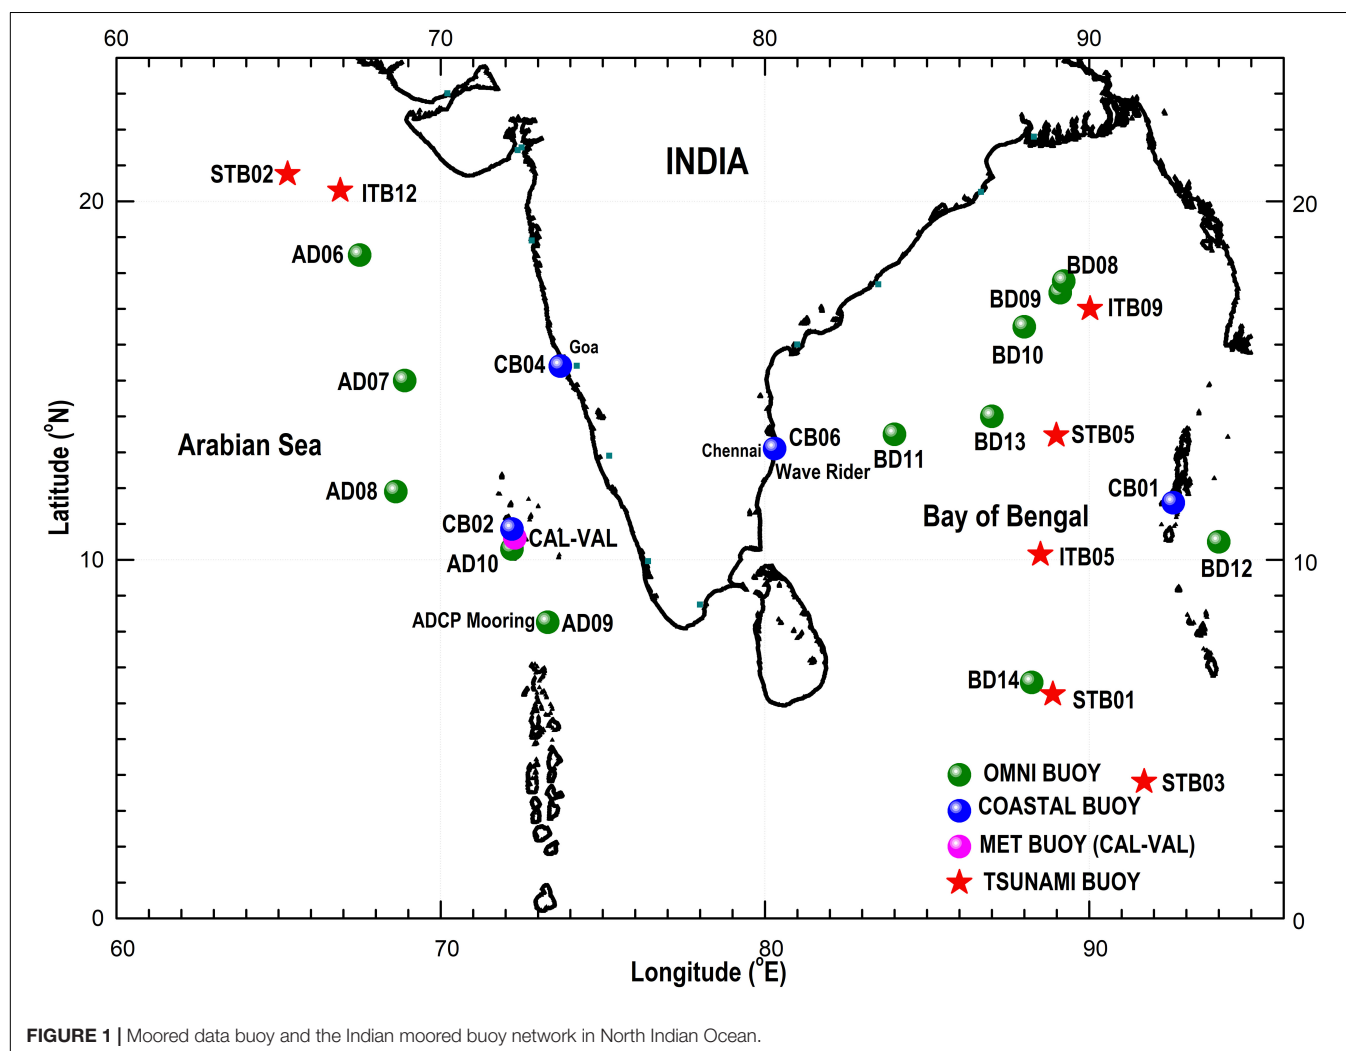 60 70 80 90
INDIA
STB02
ITB12
20 20
AD06
BD08
BD09
ITB09
BD10
Goa
CB04
AD07
Latitude (°N)
Arabian Sea
CB06
Chennai
Wave Rider
BD11
BD13
STB05
AD08
CB01
CB02
CAL-VAL
Bay of Bengal
AD10
ITB05
BD12
10 10
ADCP Mooring AD09
BD14
STB01
OMNI BUOY
STB03
COASTAL BUOY
MET BUOY (CAL-VAL)
TSUNAMI BUOY
0 0
60 70 80 90
Longitude (°E)
FIGURE 1 | Moored data buoy and the Indian moored buoy network in North Indian Ocean.